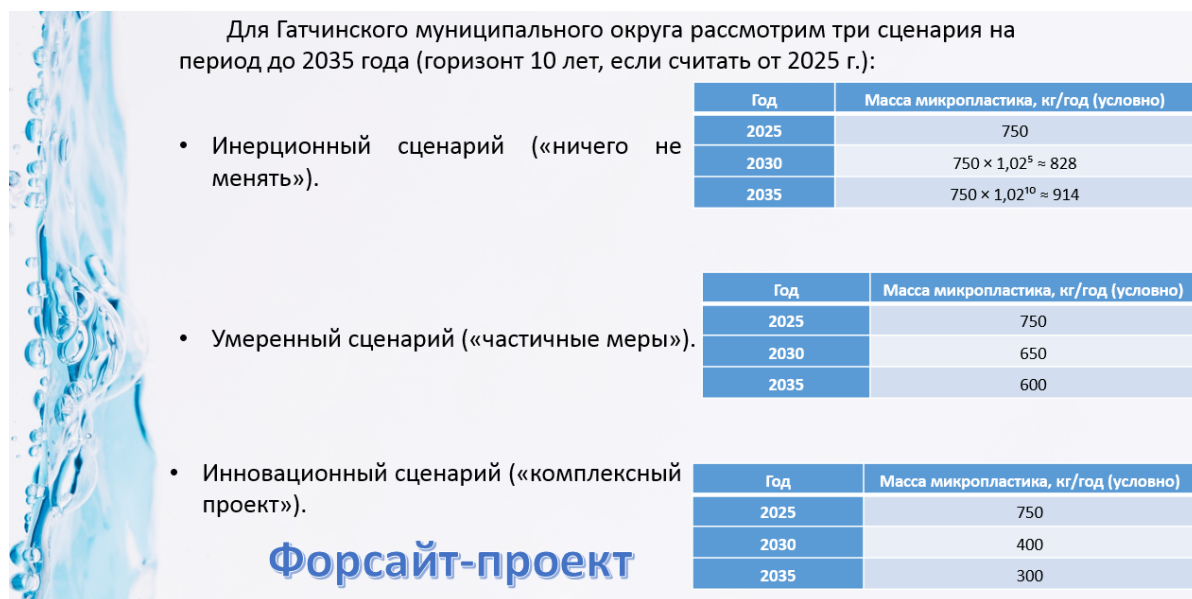 Для Гатчинского муниципального округа рассмотрим три сценария на
период до 2035 года (горизонт 10 лет, если считать от 2025 г.):
• Инерционный сценарий («ничего не
менять»).
Год Масса микропластика, кг/год (условно)
2025 750
2030 750 × 1,02⁵ ≈ 828
2035 750 × 1,02¹⁰ ≈ 914
• Умеренный сценарий («частичные меры»).
Год Масса микропластика, кг/год (условно)
2025 750
2030 650
2035 600
• Инновационный сценарий («комплексный
проект»).
Год Масса микропластика, кг/год (условно)
2025 750
2030 400
2035 300
Форсайт-проект